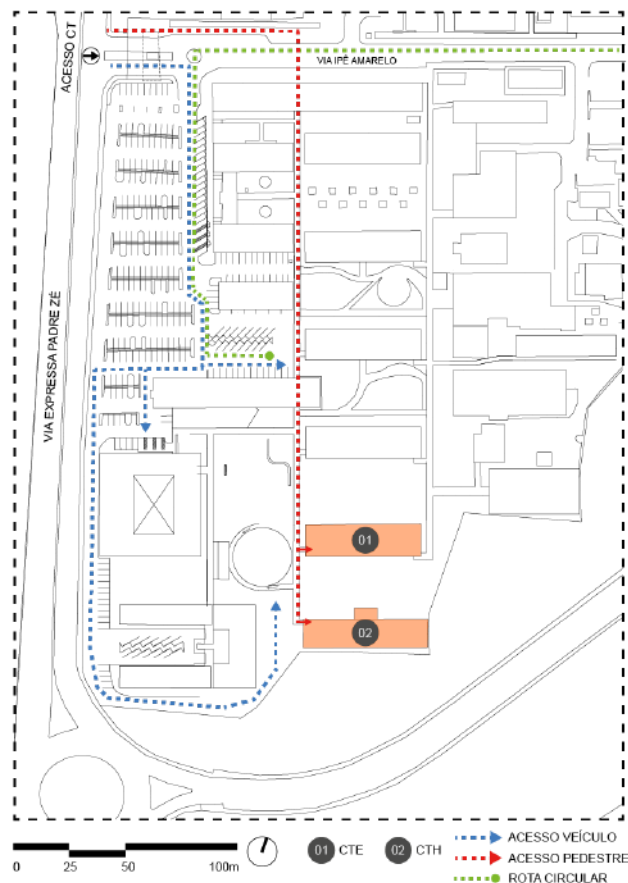 ACESSO CT
VIA IPÊ AMARELO
VIA EXPRESSA PADRE ZÉ
01
02
0 25 50 100m
01 CTE
02 CTH
ACESSO VEÍCULO
ACESSO PEDESTRE
ROTA CIRCULAR